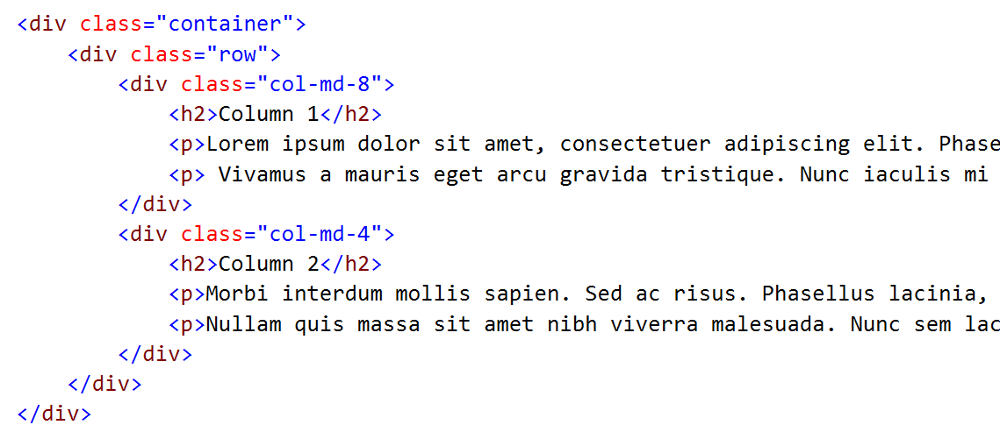 <div class="container">
    <div class="row">
        <div class="col-md-8">
            <h2>Column 1</h2>
            <p>Lorem ipsum dolor sit amet, consectetuer adipiscing elit. Phase
            <p> Vivamus a mauris eget arcu gravida tristique. Nunc iaculis mi
        </div>
        <div class="col-md-4">
            <h2>Column 2</h2>
            <p>Morbi interdum mollis sapien. Sed ac risus. Phasellus lacinia,
            <p>Nullam quis massa sit amet nibh viverra malesuada. Nunc sem lac
        </div>
    </div>
</div>